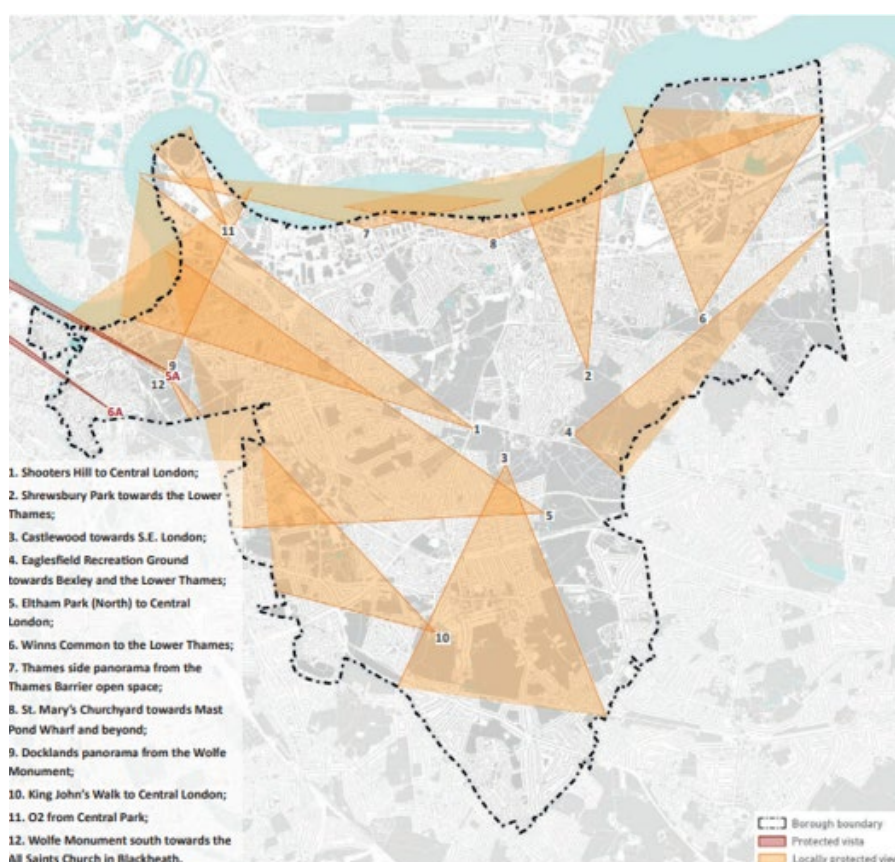 11
7
8
6
9
5A
12
2
6A
1
4
3
5
10
1. Shooters Hill to Central London;
2. Shrewsbury Park towards the Lower
Thames;
3. Castlewood towards S.E. London;
4. Eaglesfield Recreation Ground
towards Bexley and the Lower Thames;
5. Eltham Park (North) to Central
London;
6. Winns Common to the Lower Thames;
7. Thames side panorama from the
Thames Barrier open space;
8. St. Mary's Churchyard towards Mast
Pond Wharf and beyond;
9. Docklands panorama from the Wolfe
Monument;
10. King John's Walk to Central London;
11. O2 from Central Park;
12. Wolfe Monument south towards the
All Saints Church in Blackheath.
Borough boundary
Protected vista
Locally protected